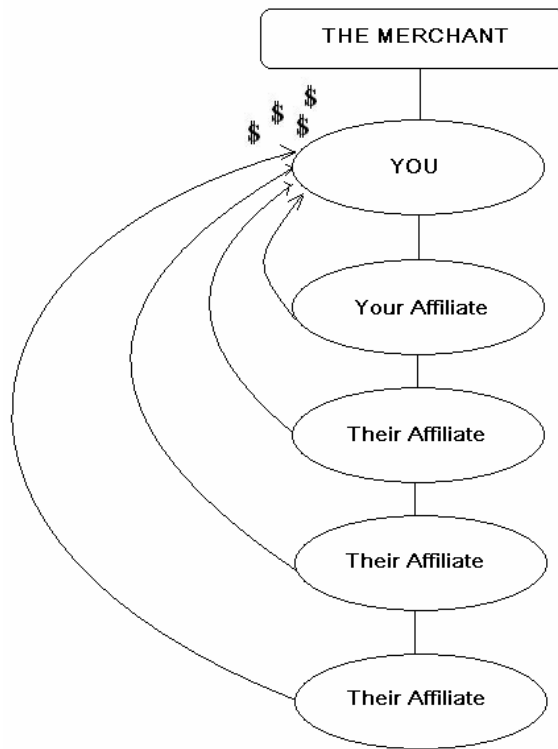 THE MERCHANT
$
$
$
$
YOU
Your Affiliate
Their Affiliate
Their Affiliate
Their Affiliate